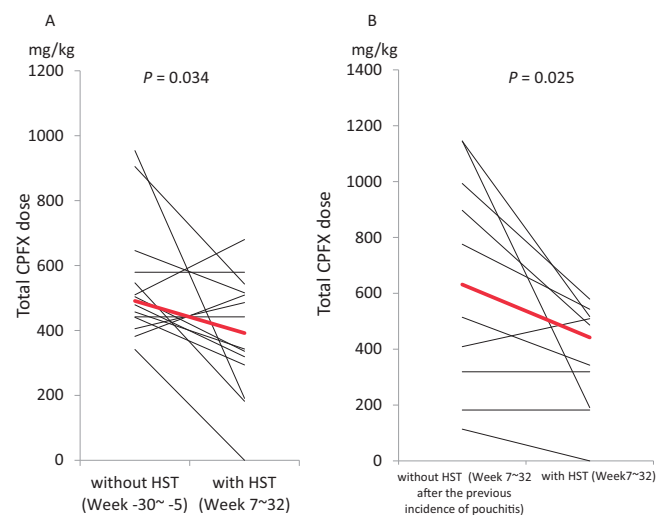 A
mg/kg
P = 0.034
1200
1000
800
600
400
200
0
Total CPFX dose
without HST
(Week -30~ -5)
with HST
(Week 7~32)
B
mg/kg
P = 0.025
1400
1200
1000
800
600
400
200
0
Total CPFX dose
without HST (Week 7~32
after the previous
incidence of pouchitis)
with HST (Week7~32)